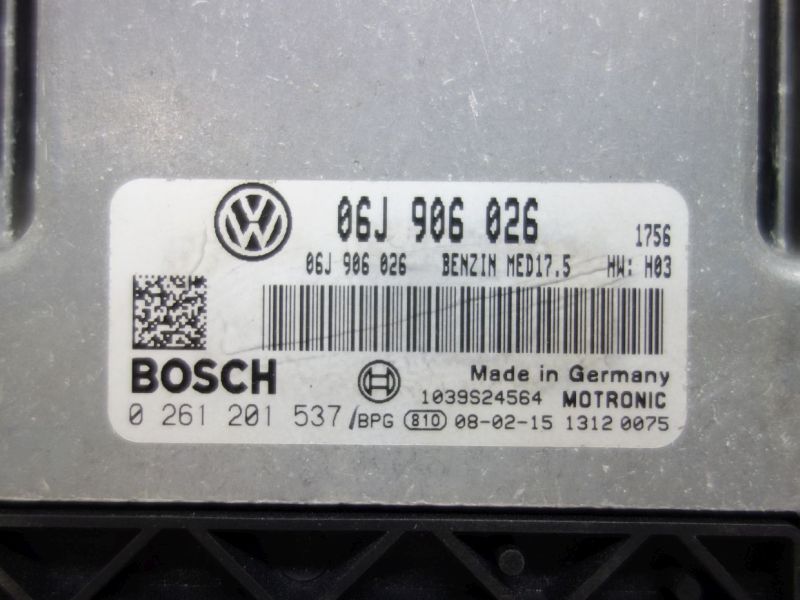 06J 906 026 1756
06J 906 026 BENZIN MED17.5 HW: H03
BOSCH Made in Germany
1039S24564 MOTRONIC
0 261 201 537 /BPG 810 08-02-15 1312 0075